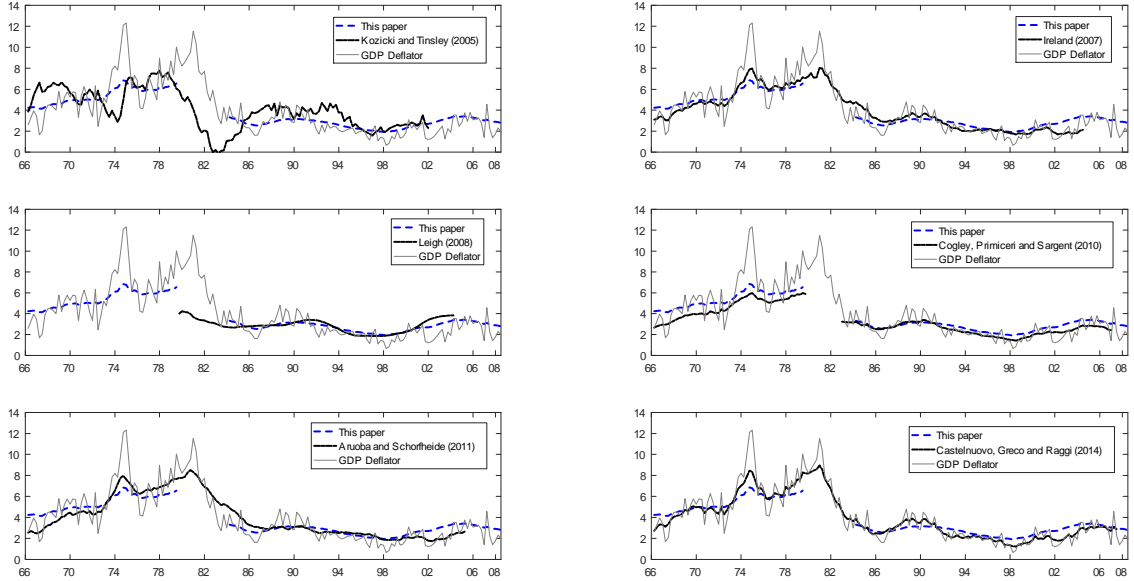 14
12
10
8
6
4
2
0
This paper
Kozicki and Tinsley (2005)
GDP Deflator
66 70 74 78 82 86 90 94 98 02 06 08
14
12
10
8
6
4
2
0
This paper
Ireland (2007)
GDP Deflator
66 70 74 78 82 86 90 94 98 02 06 08
14
12
10
8
6
4
2
0
This paper
Leigh (2008)
GDP Deflator
66 70 74 78 82 86 90 94 98 02 06 08
14
12
10
8
6
4
2
0
This paper
Cogley, Primiceri and Sargent (2010)
GDP Deflator
66 70 74 78 82 86 90 94 98 02 06 08
14
12
10
8
6
4
2
0
This paper
Aruoba and Schorfheide (2011)
GDP Deflator
66 70 74 78 82 86 90 94 98 02 06 08
14
12
10
8
6
4
2
0
This paper
Castelnuovo, Greco and Raggi (2014)
GDP Deflator
66 70 74 78 82 86 90 94 98 02 06 08